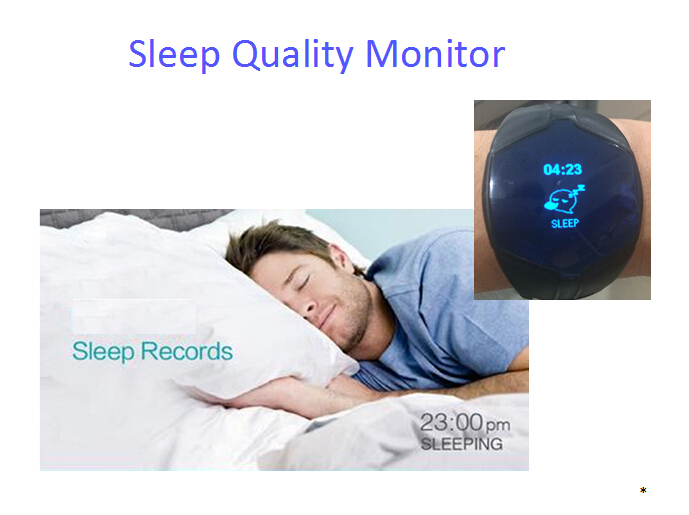 Sleep Quality Monitor
04:23
SLEEP
Sleep Records
23:00pm
SLEEPING
*